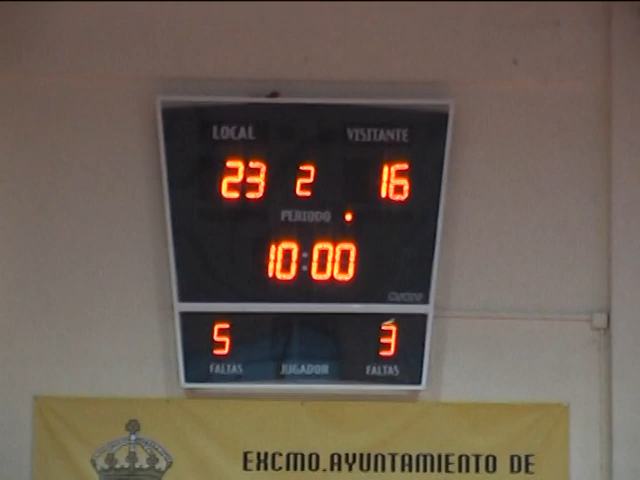 LOCAL VISITANTE
23 2 16
PERIODO
10:00
5 3
FALTAS JUGADOR FALTAS
EXCMO.AYUNTAMIENTO DE